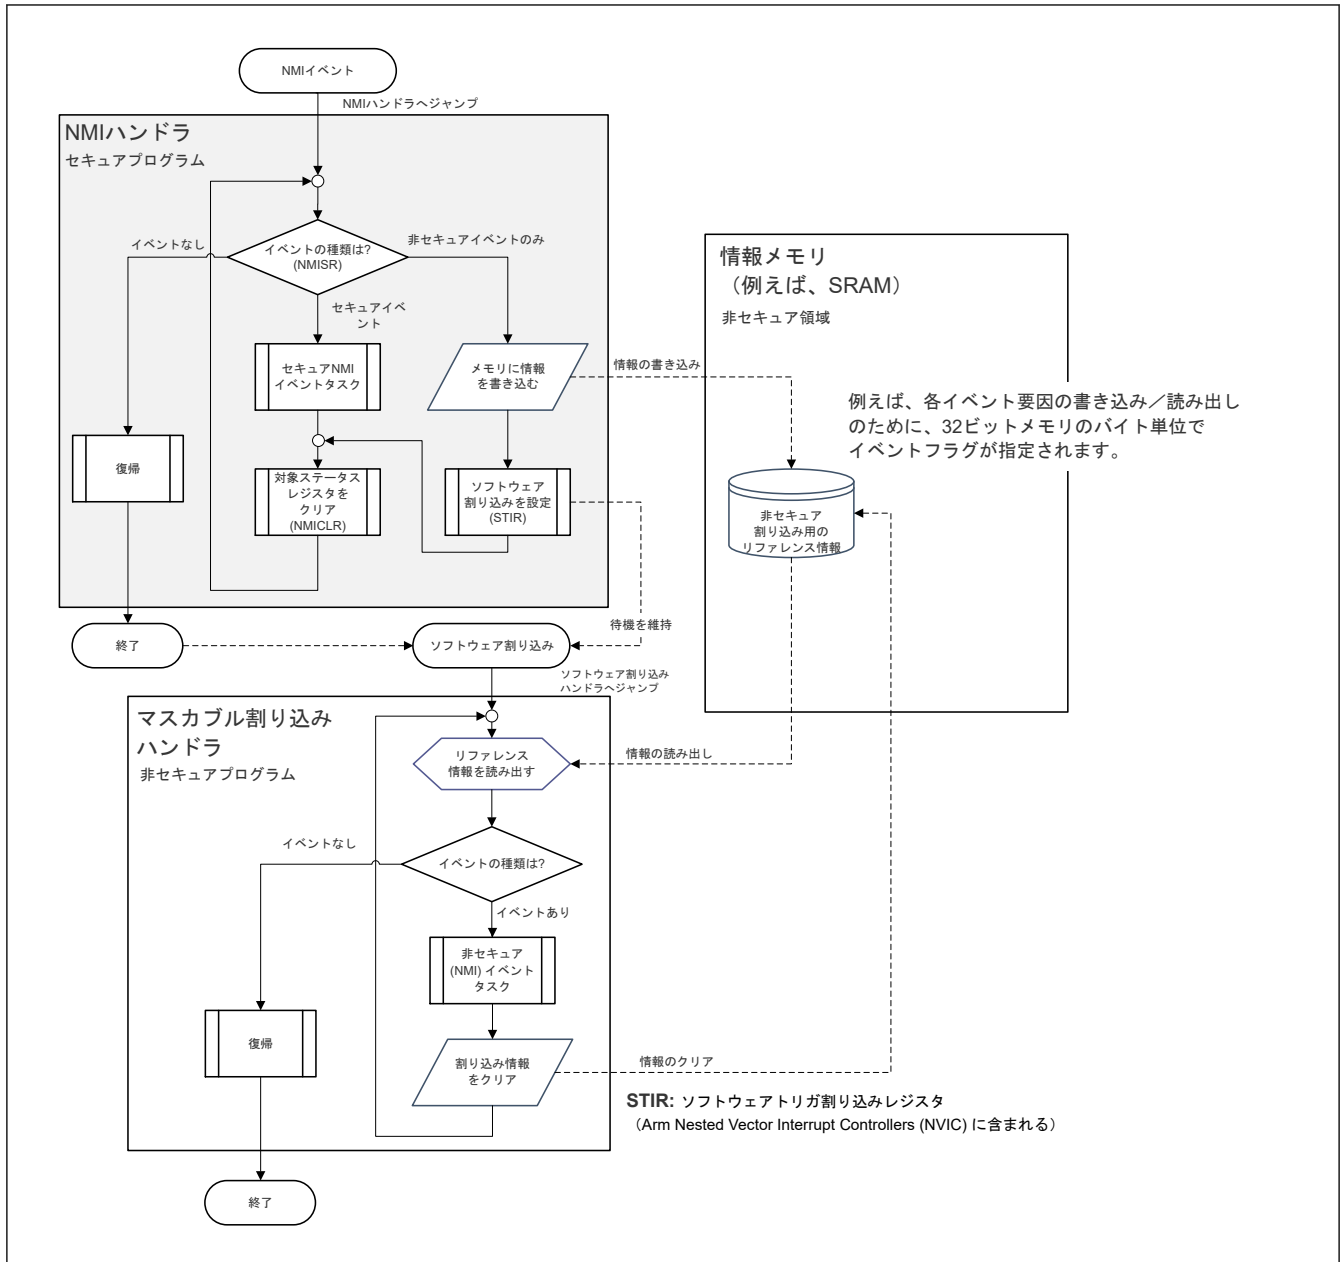 NMIイベント
NMIハンドラへジャンプ
NMIハンドラ
セキュアプログラム
イベントなし
イベントの種類は?
(NMISR)
非セキュアイベントのみ
セキュアイベ
ント
セキュアNMI
イベントタスク
メモリに情報
を書き込む
情報の書き込み
復帰
対象ステータス
レジスタを
クリア
(NMICLR)
ソフトウェア
割り込みを設定
(STIR)
情報メモリ
（例えば、SRAM）
非セキュア領域
例えば、各イベント要因の書き込み／読み出し
のために、32ビットメモリのバイト単位で
イベントフラグが指定されます。
非セキュア
割り込み用の
リファレンス情報
待機を維持
終了
ソフトウェア割り込み
ソフトウェア割り込み
ハンドラへジャンプ
マスカブル割り込み
ハンドラ
非セキュアプログラム
リファレンス
情報を読み出す
情報の読み出し
イベントなし
イベントの種類は?
イベントあり
非セキュア
(NMI) イベント
タスク
復帰
割り込み情報
をクリア
情報のクリア
STIR: ソフトウェアトリガ割り込みレジスタ
（Arm Nested Vector Interrupt Controllers (NVIC) に含まれる）
終了